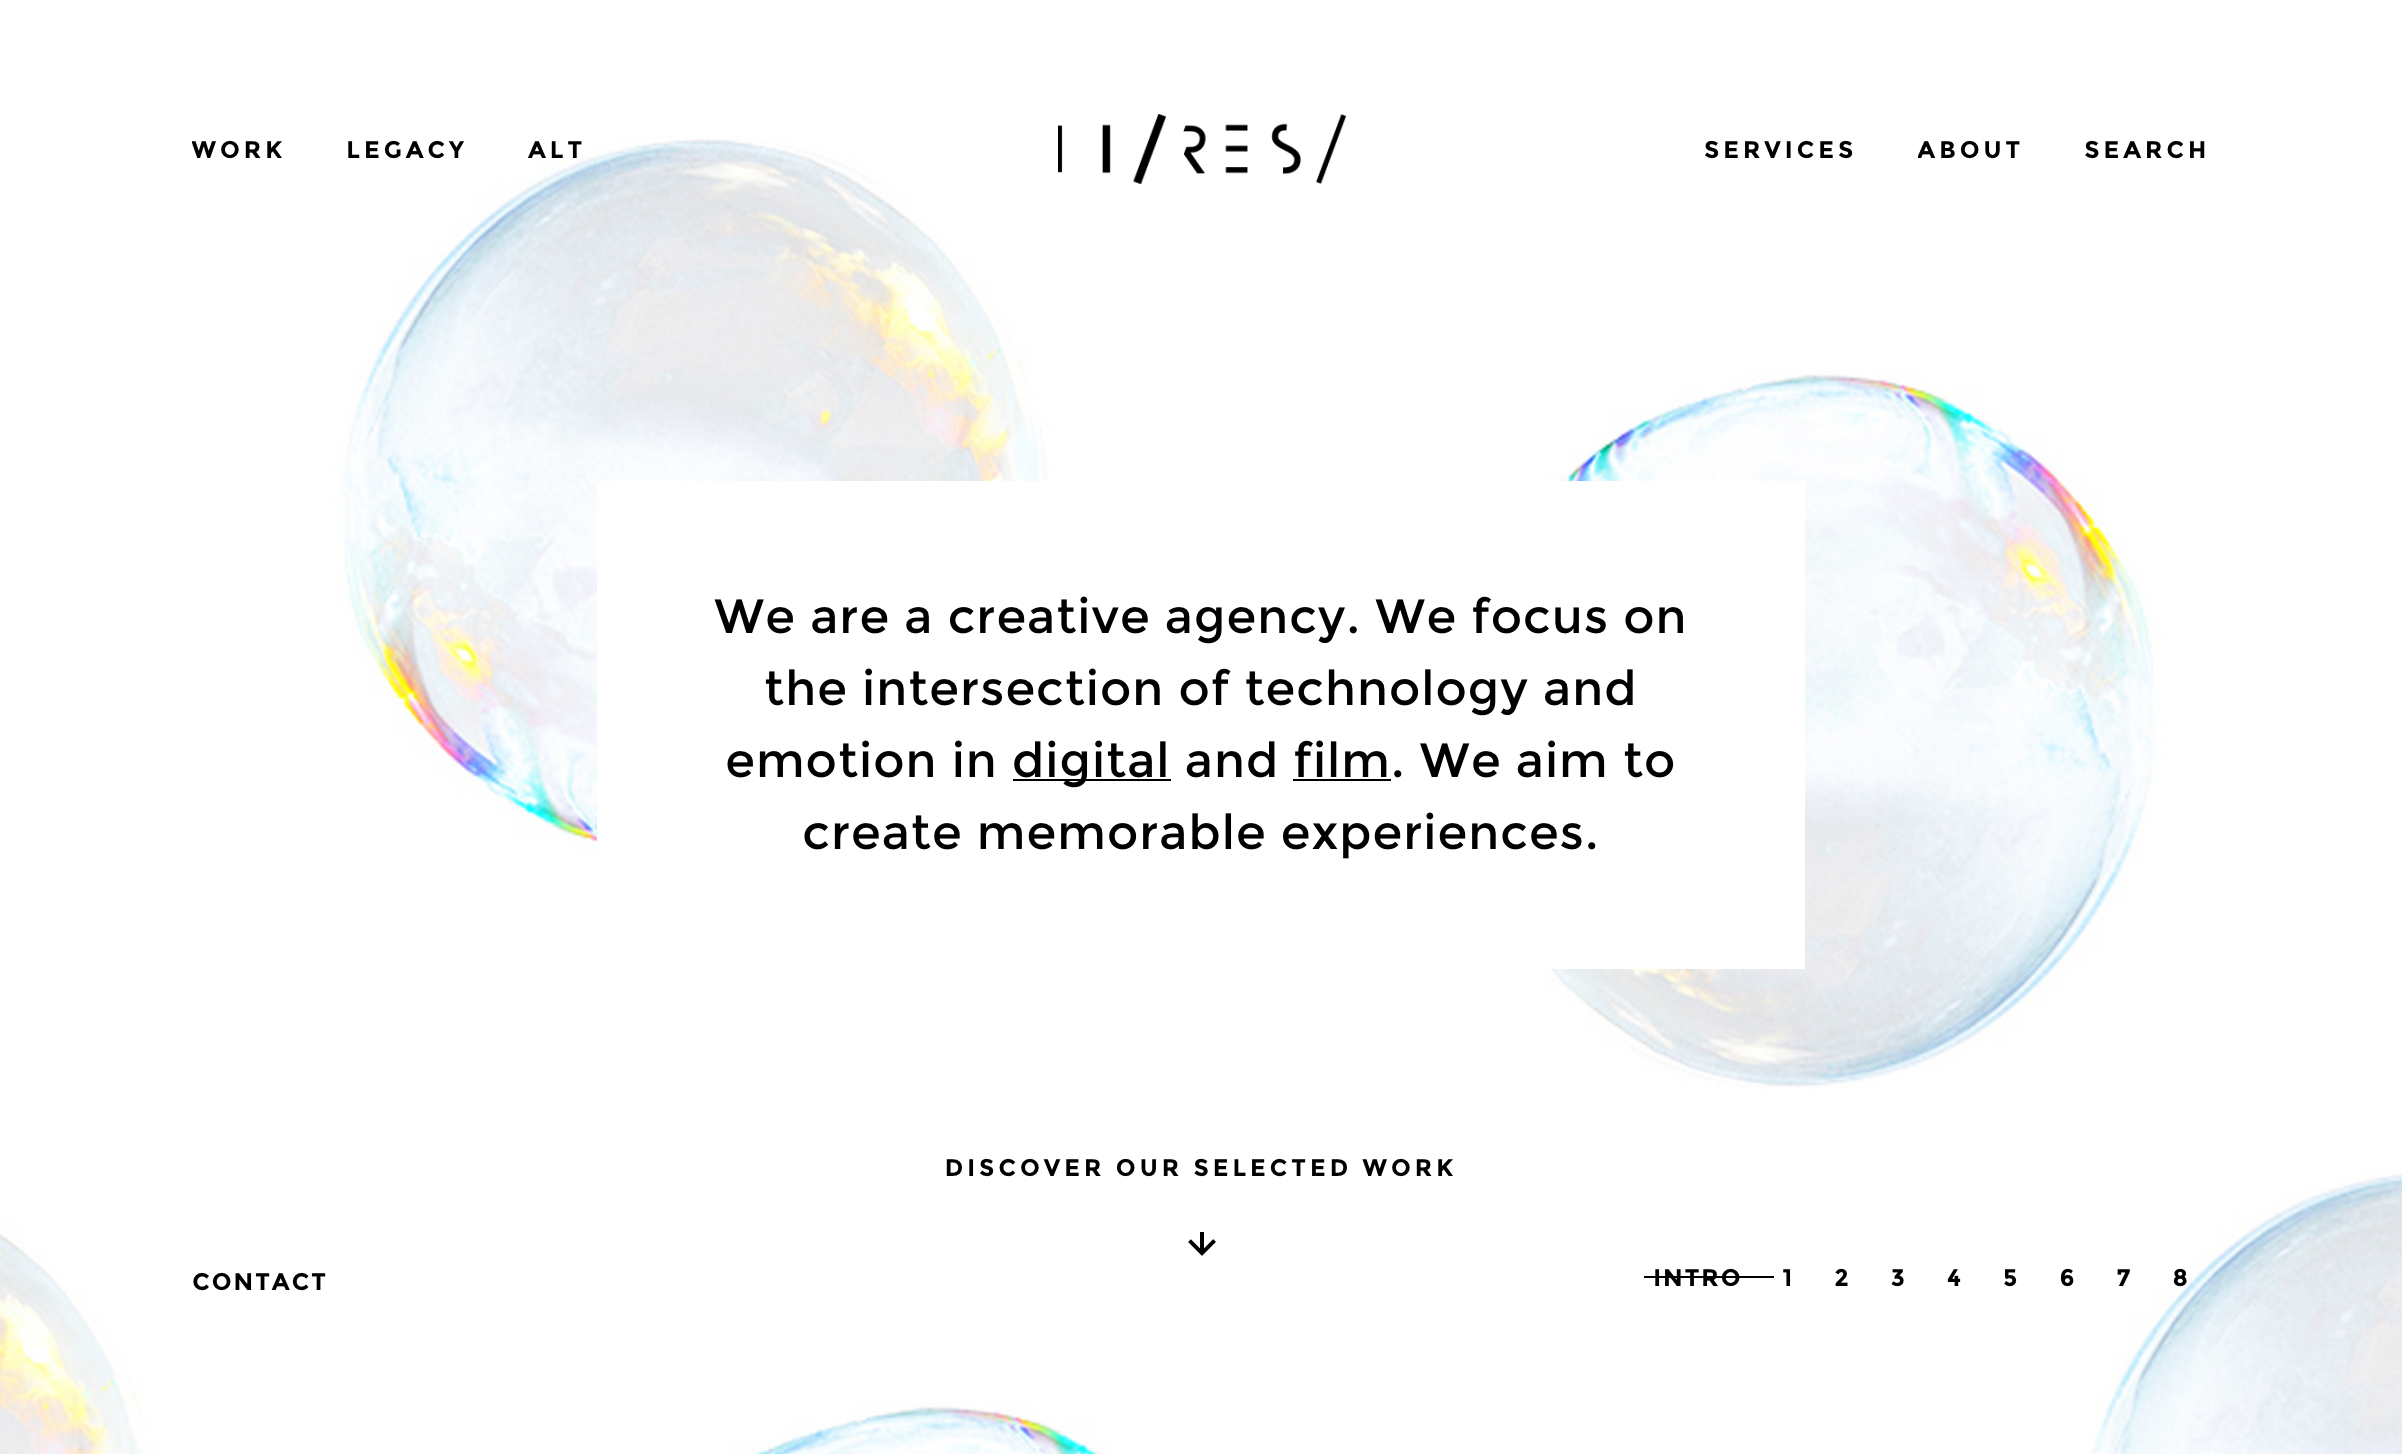 WORK LEGACY ALT
I I/RES/
SERVICES ABOUT SEARCH
We are a creative agency. We focus on
the intersection of technology and
emotion in digital and film. We aim to
create memorable experiences.
DISCOVER OUR SELECTED WORK
CONTACT
INTRO 1 2 3 4 5 6 7 8